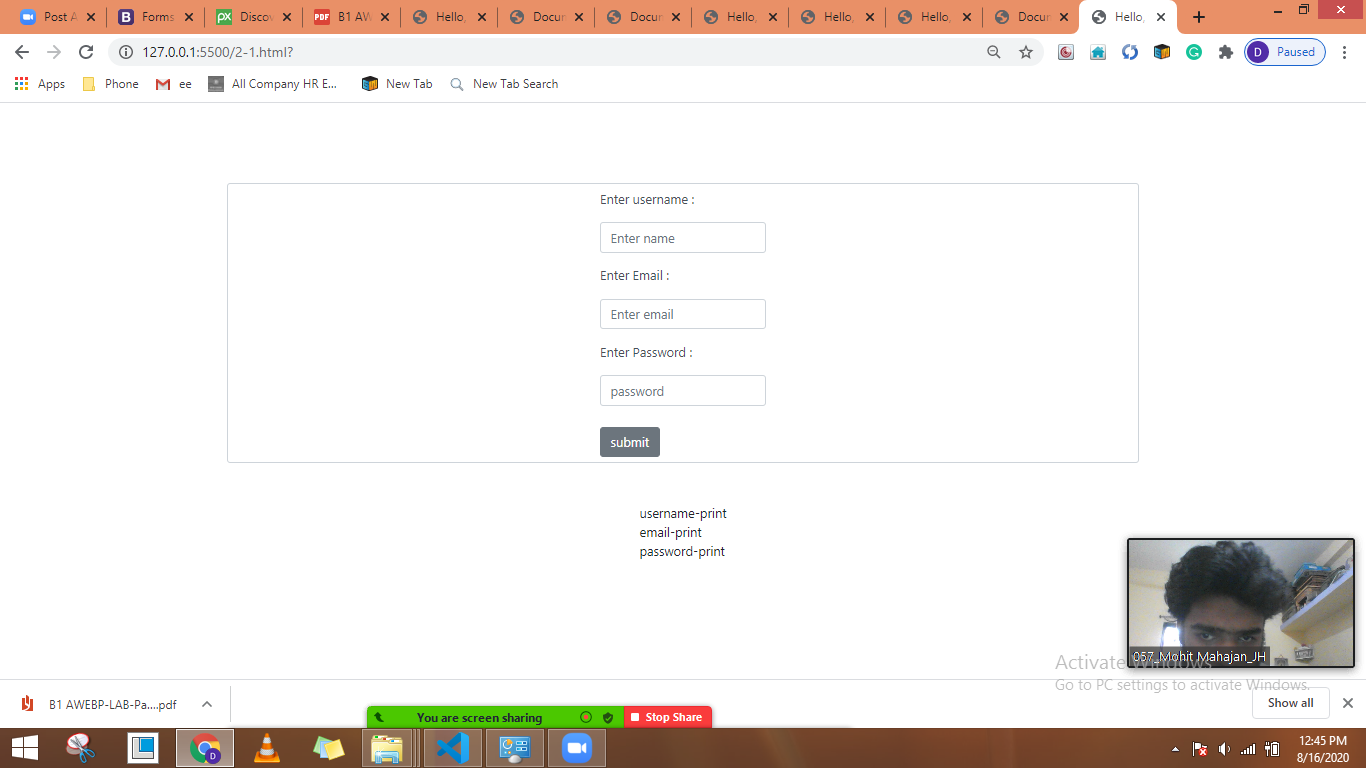 Post A
Forms
Discov
B1 AW
Hello,
Docum
Docum
Hello,
Hello,
Hello,
Docum
Hello,
127.0.0.1:5500/2-1.html?
D Paused
Apps
Phone
ee
All Company HR E...
New Tab
New Tab Search
Enter username :
Enter name
Enter Email :
Enter email
Enter Password :
password
submit
username-print
email-print
password-print
057_Mohit Mahajan_JH
Activate Windows
Go to PC settings to activate Windows.
B1 AWEBP-LAB-Pa....pdf
Show all
You are screen sharing
Stop Share
12:45 PM
8/16/2020